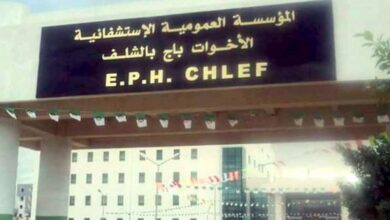 المؤسسة العمومية الإستشفائية
الأخوات باج بالشلف
E.P.H. CHLEF